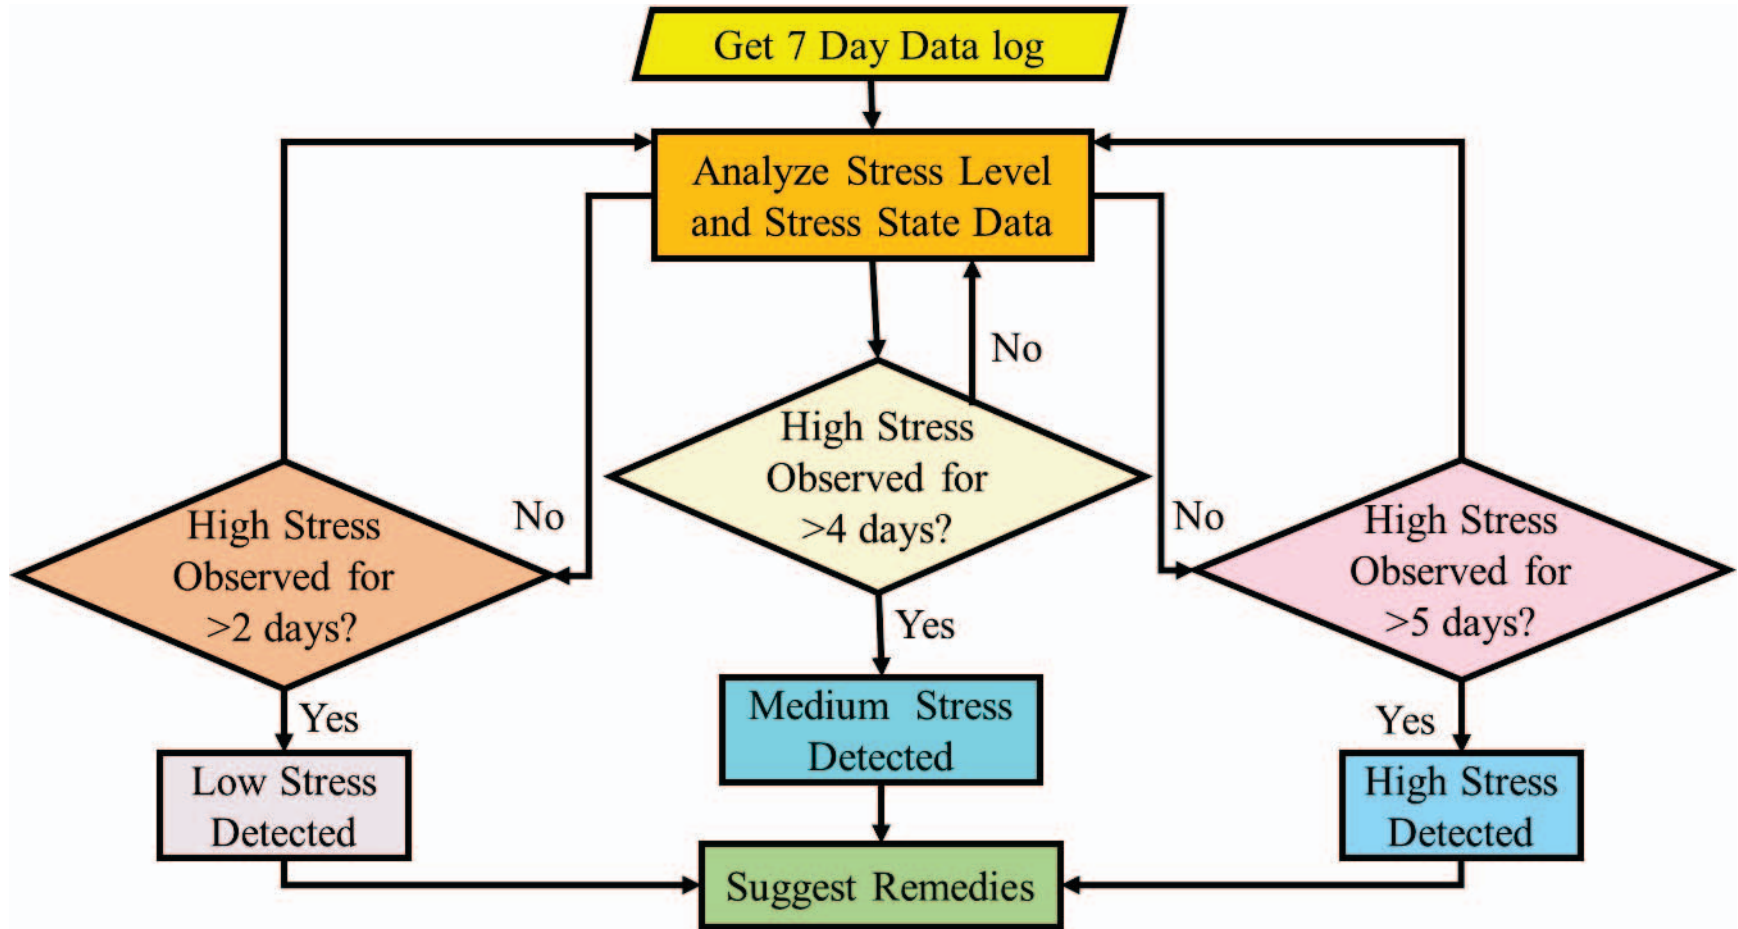 Get 7 Day Data log
Analyze Stress Level
and Stress State Data
No
High Stress
Observed for
>4 days?
No
High Stress
Observed for
>2 days?
No
High Stress
Observed for
>5 days?
Yes
Yes
Yes
Medium Stress
Detected
Low Stress
Detected
High Stress
Detected
Suggest Remedies